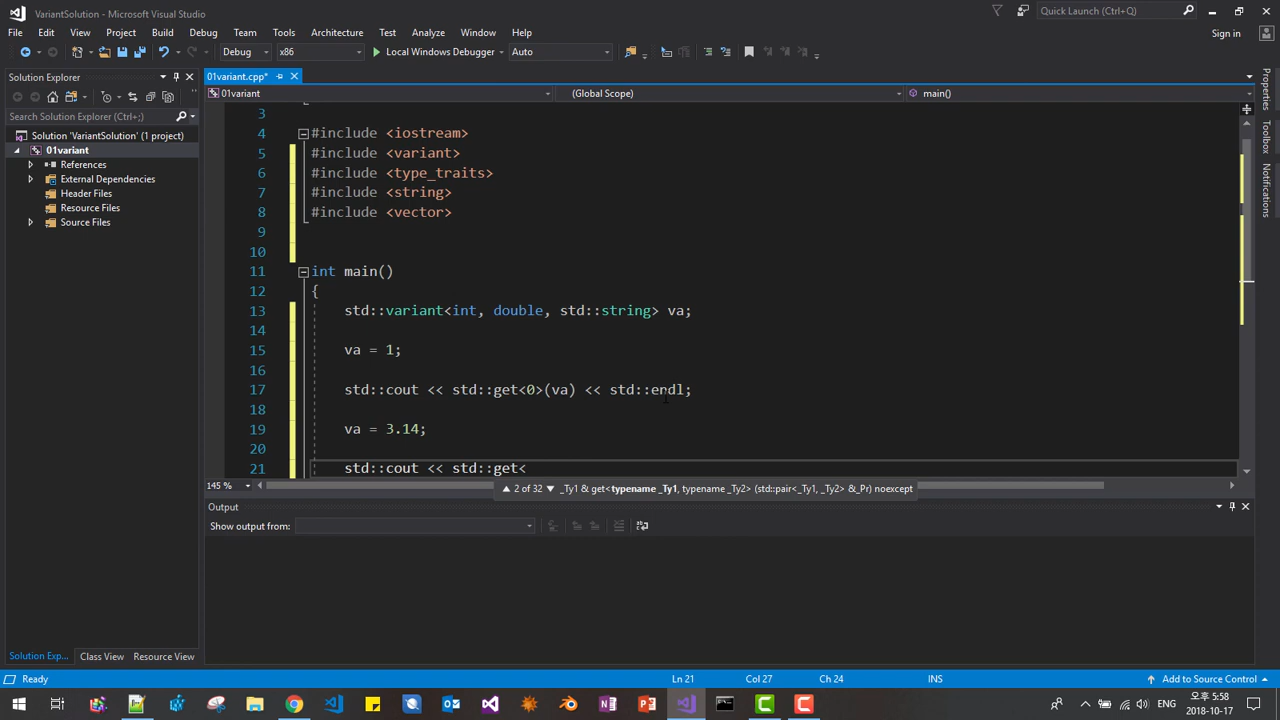 VariantSolution - Microsoft Visual Studio
Quick Launch (Ctrl+Q)
File Edit View Project Build Debug Team Tools Architecture Test Analyze Window Help
Sign in
Debug x86 Local Windows Debugger Auto
Solution Explorer
Search Solution Explorer (Ctrl+;)
Solution 'VariantSolution' (1 project)
01variant
References
External Dependencies
Header Files
Resource Files
Source Files
Solution Exp... Class View Resource View
01variant.cpp*
01variant (Global Scope) main()
3
4 #include <iostream>
5 #include <variant>
6 #include <type_traits>
7 #include <string>
8 #include <vector>
9
10
11 int main()
12 {
13 std::variant<int, double, std::string> va;
14
15 va = 1;
16
17 std::cout << std::get<0>(va) << std::endl;
18
19 va = 3.14;
20
21 std::cout << std::get<
145 %
2 of 32 _Ty1 & get<typename _Ty1, typename _Ty2> (std::pair<_Ty1, _Ty2> &_Pr) noexcept
Output
Show output from:
Properties
Toolbox
Notifications
Ready Ln 21 Col 27 Ch 24 INS Add to Source Control
ENG
오후 5:58
2018-10-17